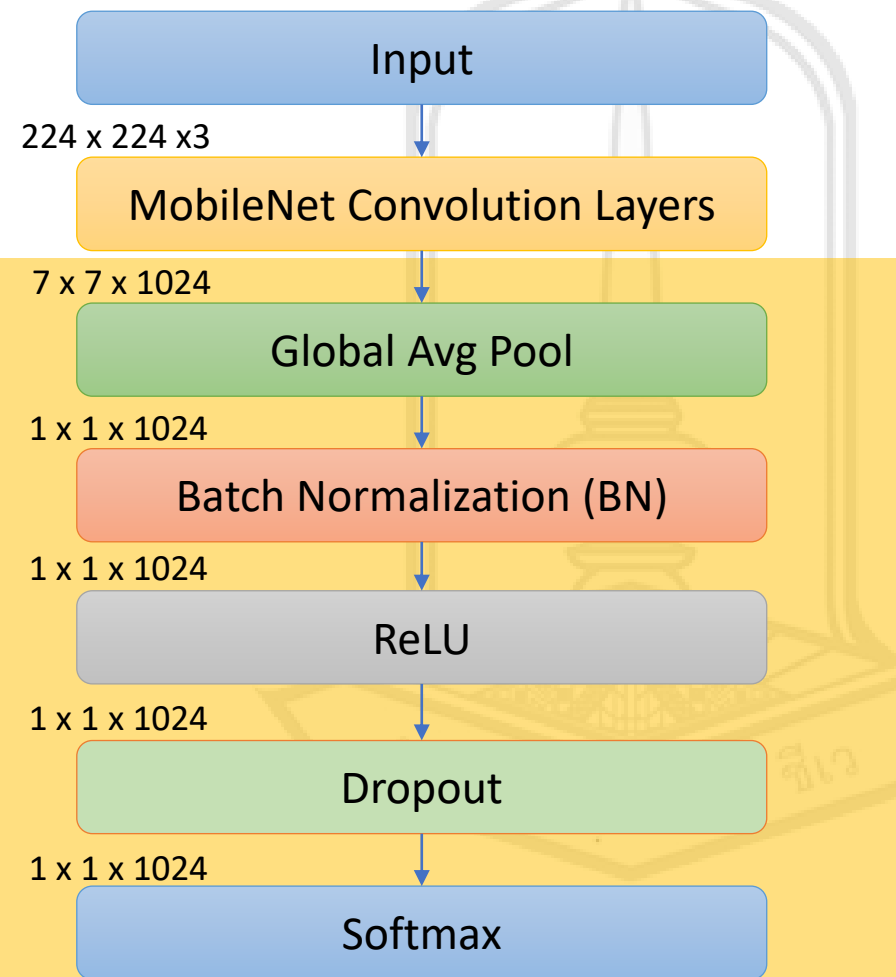 Input
224 x 224 x3
MobileNet Convolution Layers
7 x 7 x 1024
Global Avg Pool
1 x 1 x 1024
Batch Normalization (BN)
1 x 1 x 1024
ReLU
1 x 1 x 1024
Dropout
1 x 1 x 1024
Softmax